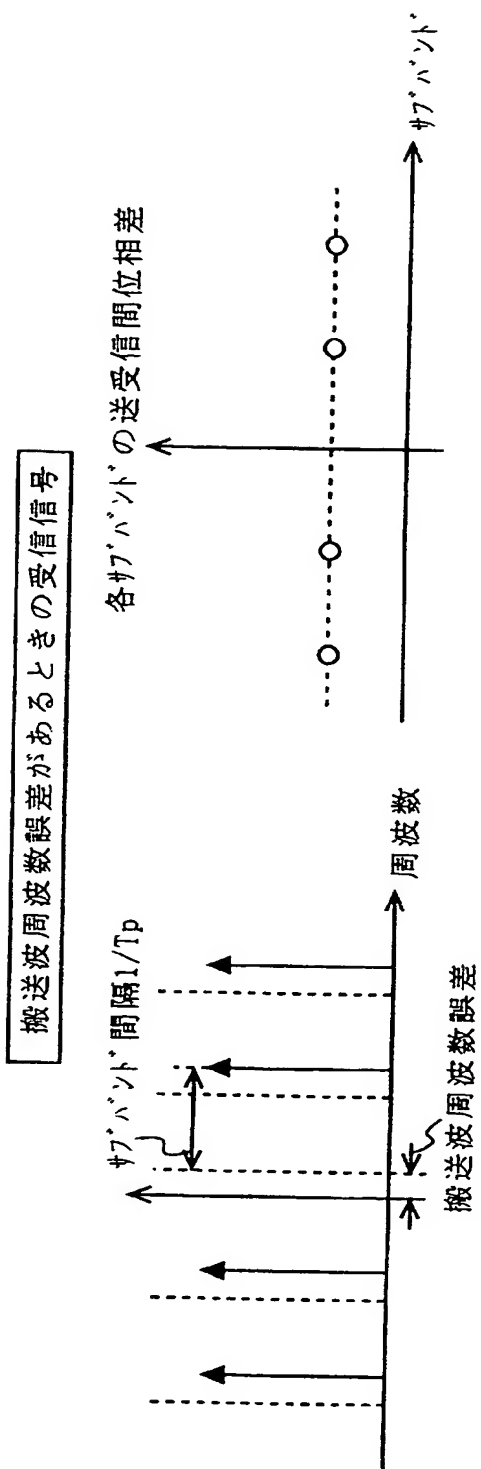 搬送波周波数誤差があるときの受信信号
サブバンド間隔1/Tp
周波数
搬送波周波数誤差
各サブバンドの送受信間位相差
サブバンド